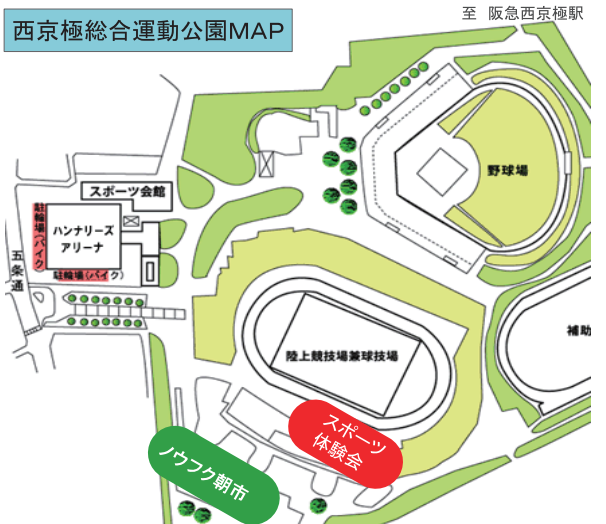 西京極総合運動公園MAP
至 阪急西京極駅
野球場
スポーツ会館
駐輪場(バイク)
ハンナリーズ
アリーナ
駐輪場(バイク)
五条通
補助
陸上競技場兼球技場
スポーツ
体験会
ノウフク朝市